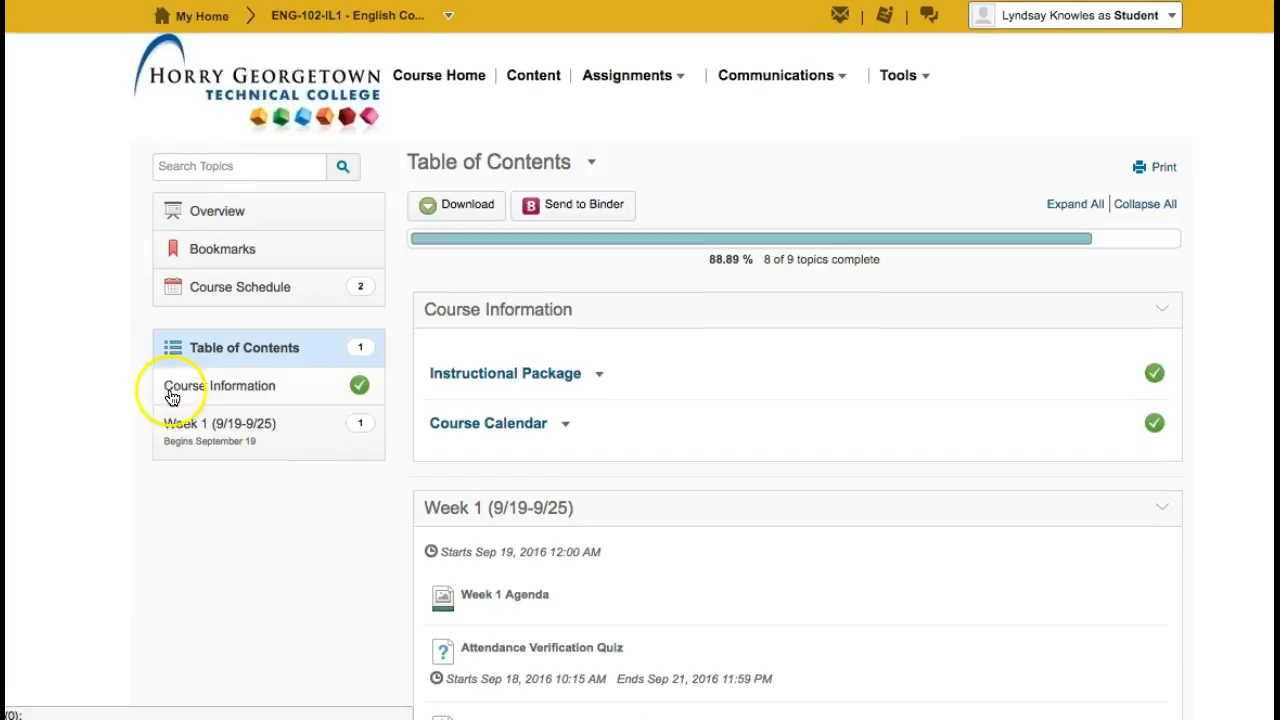 My Home
ENG-102-IL1 - English Co...
Lyndsay Knowles as Student
HORRY GEORGETOWN
TECHNICAL COLLEGE
Course Home
Content
Assignments
Communications
Tools
Search Topics
Overview
Bookmarks
Course Schedule 2
Table of Contents 1
Course Information
Week 1 (9/19-9/25) 1
Begins September 19
Table of Contents
Print
Download
B Send to Binder
Expand All
Collapse All
88.89 % 8 of 9 topics complete
Course Information
Instructional Package
Course Calendar
Week 1 (9/19-9/25)
Starts Sep 19, 2016 12:00 AM
Week 1 Agenda
? Attendance Verification Quiz
Starts Sep 18, 2016 10:15 AM Ends Sep 21, 2016 11:59 PM
(0);